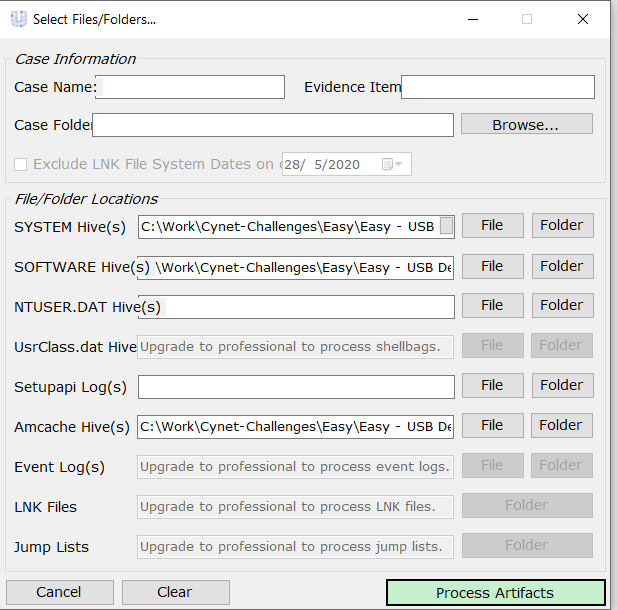 Select Files/Folders...
Case Information
Case Name: Evidence Item
Case Folder Browse...
Exclude LNK File System Dates on 28/ 5/2020
File/Folder Locations
SYSTEM Hive(s) C:\Work\Cynet-Challenges\Easy\Easy - USB File Folder
SOFTWARE Hive(s) \Work\Cynet-Challenges\Easy\Easy - USB De File Folder
NTUSER.DAT Hive(s) File Folder
UsrClass.dat Hive Upgrade to professional to process shellbags. File Folder
Setupapi Log(s) File Folder
Amcache Hive(s) C:\Work\Cynet-Challenges\Easy\Easy - USB De File Folder
Event Log(s) Upgrade to professional to process event logs. File Folder
LNK Files Upgrade to professional to process LNK files. Folder
Jump Lists Upgrade to professional to process jump lists. Folder
Cancel Clear Process Artifacts